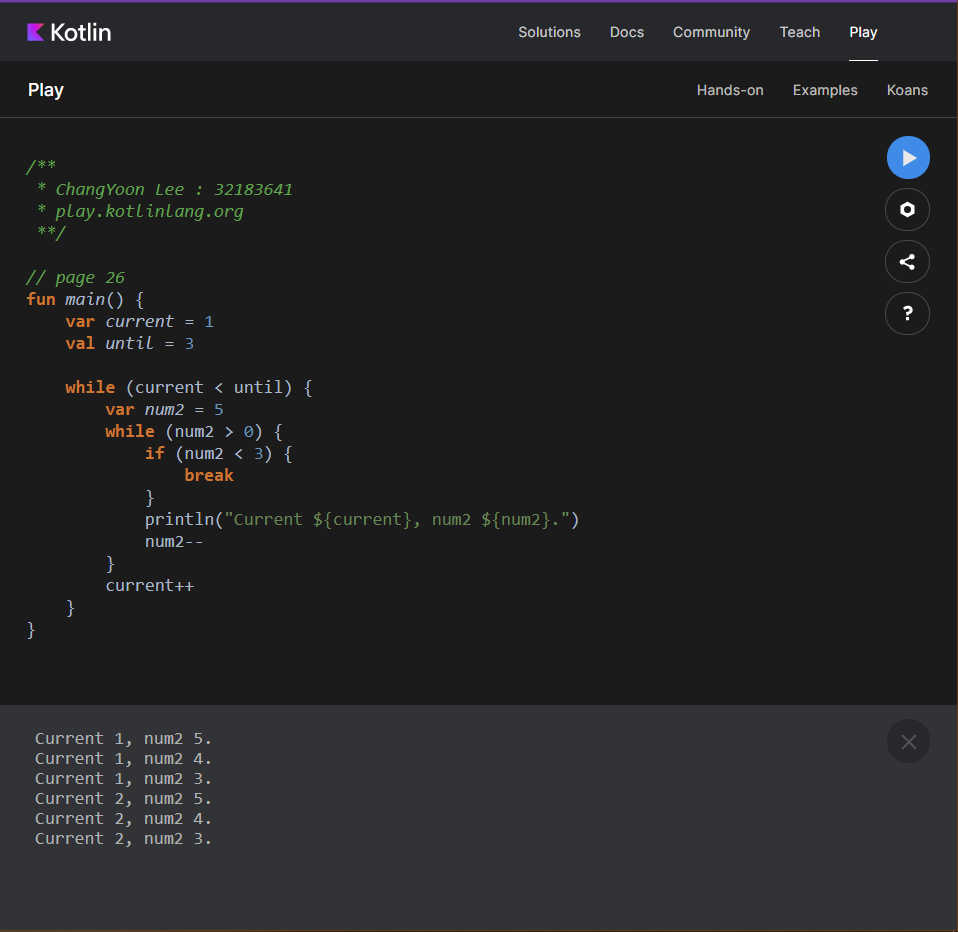 Kotlin
Solutions Docs Community Teach Play
Play
Hands-on Examples Koans
/**
 * ChangYoon Lee : 32183641
 * play.kotlinlang.org
 **/
// page 26
fun main() {
    var current = 1
    val until = 3
    while (current < until) {
        var num2 = 5
        while (num2 > 0) {
            if (num2 < 3) {
                break
            }
            println("Current ${current}, num2 ${num2}.")
            num2--
        }
        current++
    }
}
?
Current 1, num2 5.
Current 1, num2 4.
Current 1, num2 3.
Current 2, num2 5.
Current 2, num2 4.
Current 2, num2 3.